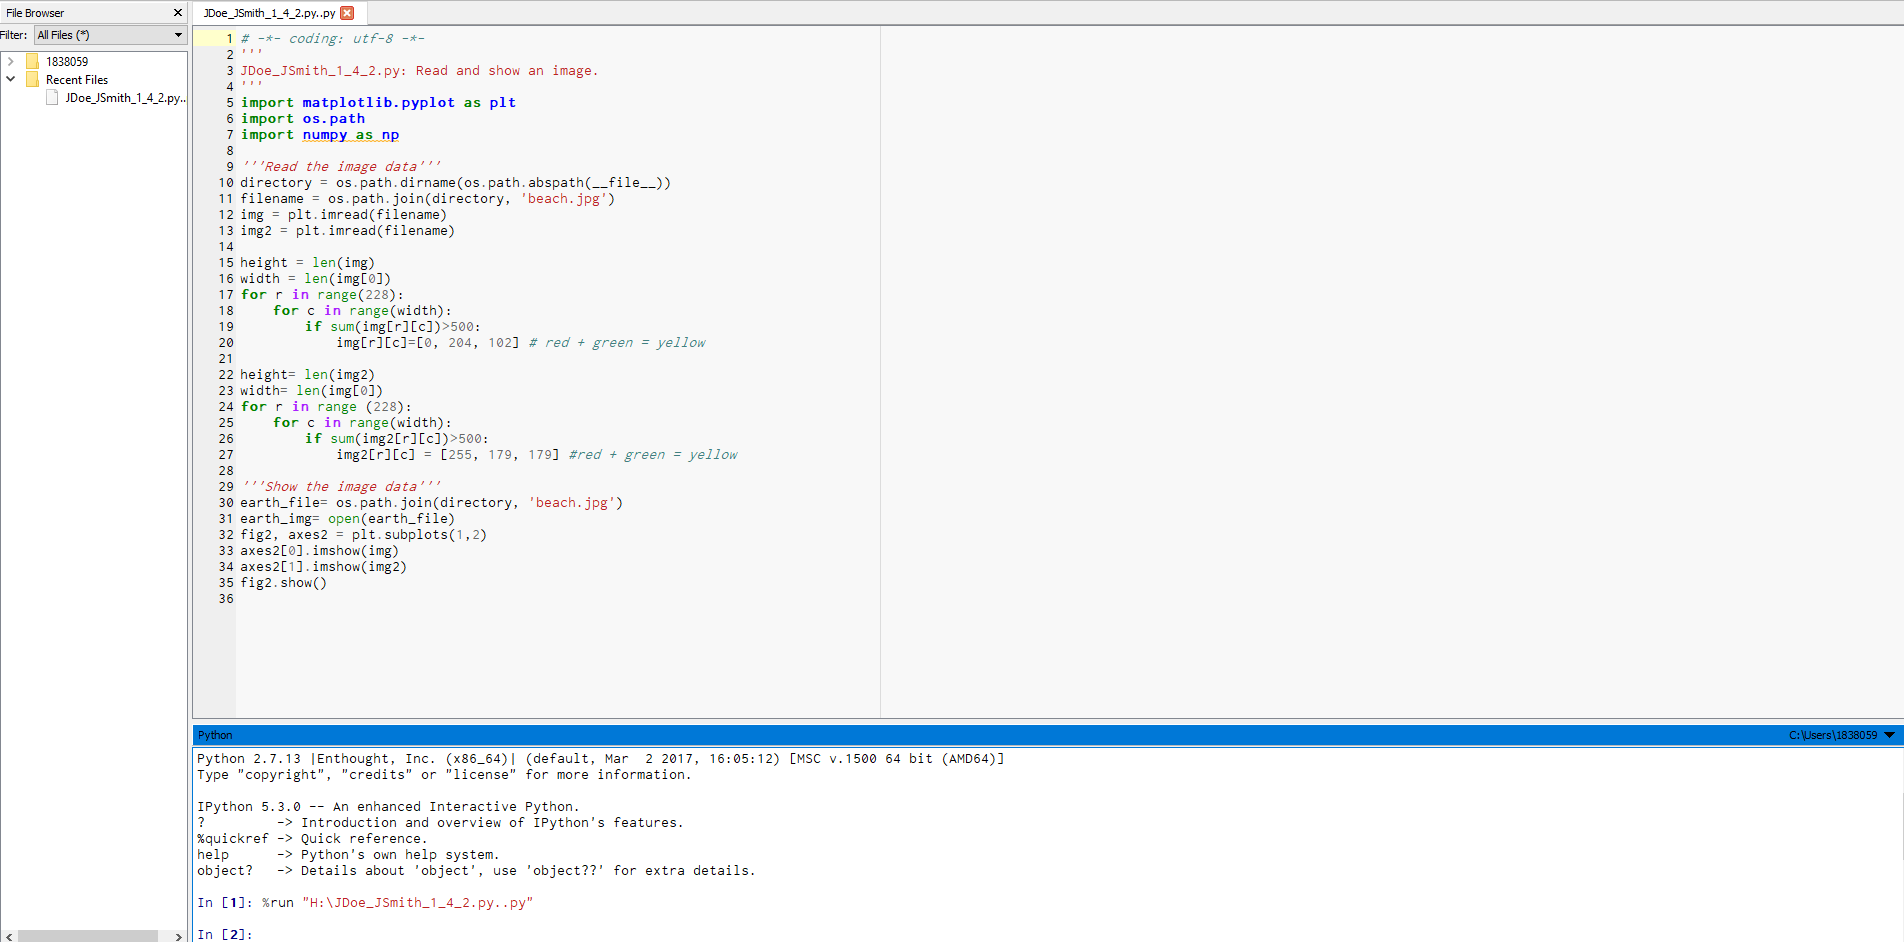 File Browser
Filter: All Files (*)
1838059
Recent Files
JDoe_JSmith_1_4_2.py..
JDoe_JSmith_1_4_2.py..py
1 # -*- coding: utf-8 -*-
2 '''
3 JDoe_JSmith_1_4_2.py: Read and show an image.
4 '''
5 import matplotlib.pyplot as plt
6 import os.path
7 import numpy as np
8
9 '''Read the image data'''
10 directory = os.path.dirname(os.path.abspath(__file__))
11 filename = os.path.join(directory, 'beach.jpg')
12 img = plt.imread(filename)
13 img2 = plt.imread(filename)
14
15 height = len(img)
16 width = len(img[0])
17 for r in range(228):
18     for c in range(width):
19         if sum(img[r][c])>500:
20             img[r][c]=[0, 204, 102] # red + green = yellow
21
22 height= len(img2)
23 width= len(img[0])
24 for r in range (228):
25     for c in range(width):
26         if sum(img2[r][c])>500:
27             img2[r][c] = [255, 179, 179] #red + green = yellow
28
29 '''Show the image data'''
30 earth_file= os.path.join(directory, 'beach.jpg')
31 earth_img= open(earth_file)
32 fig2, axes2 = plt.subplots(1,2)
33 axes2[0].imshow(img)
34 axes2[1].imshow(img2)
35 fig2.show()
36
Python C:\Users\1838059
Python 2.7.13 |Enthought, Inc. (x86_64)| (default, Mar  2 2017, 16:05:12) [MSC v.1500 64 bit (AMD64)]
Type "copyright", "credits" or "license" for more information.
IPython 5.3.0 -- An enhanced Interactive Python.
?         -> Introduction and overview of IPython's features.
%quickref -> Quick reference.
help      -> Python's own help system.
object?   -> Details about 'object', use 'object??' for extra details.
In [1]: %run "H:\JDoe_JSmith_1_4_2.py..py"
In [2]: